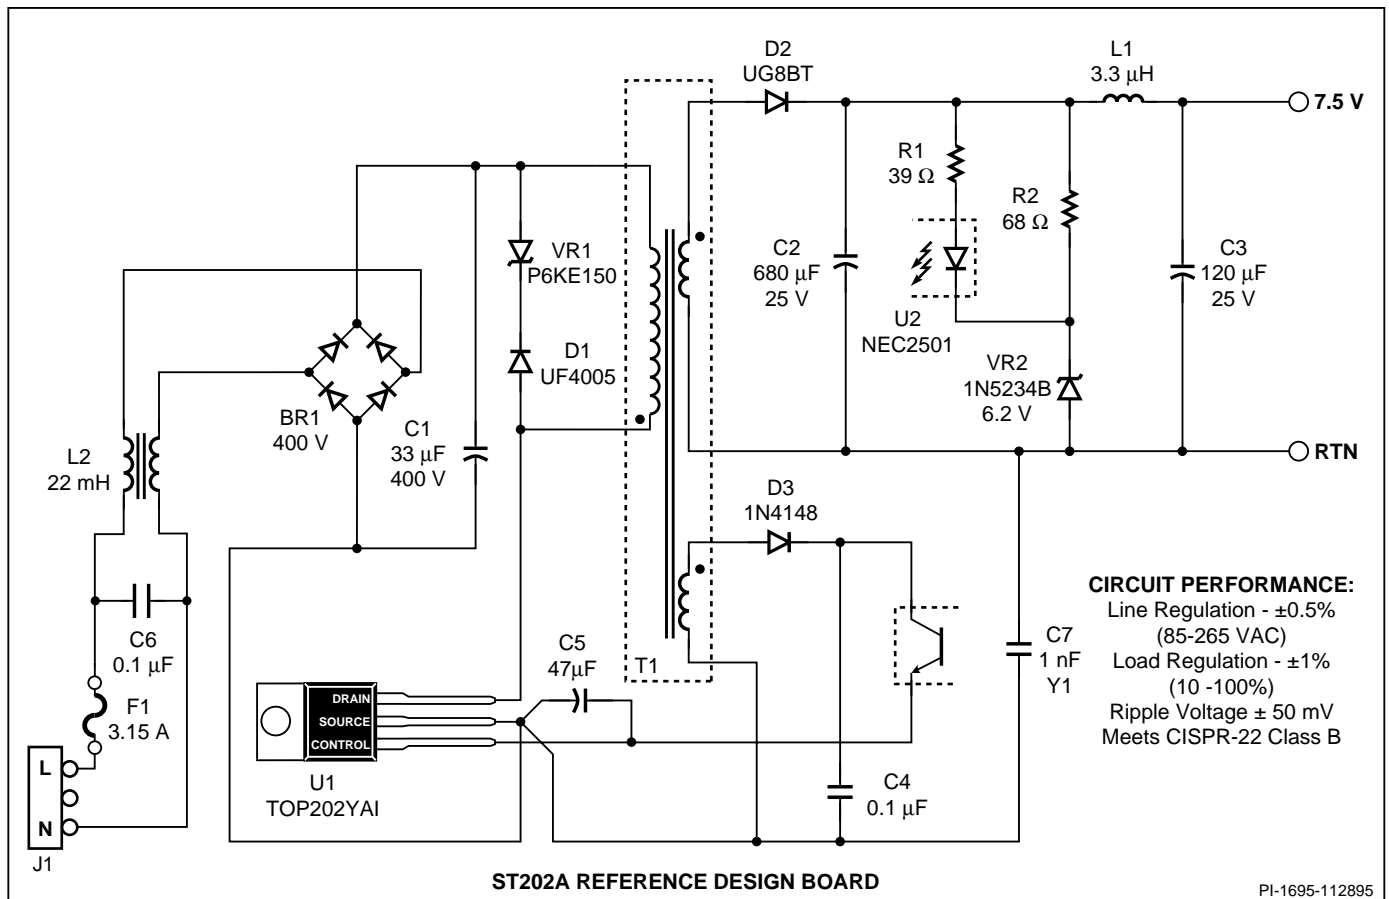 D2
UG8BT
L1
3.3 µH
7.5 V
R1
39 Ω
R2
68 Ω
VR1
P6KE150
C2
680 µF
25 V
C3
120 µF
25 V
U2
NEC2501
D1
UF4005
VR2
1N5234B
6.2 V
BR1
400 V
C1
33 µF
400 V
L2
22 mH
RTN
D3
1N4148
CIRCUIT PERFORMANCE:
Line Regulation - ±0.5%
(85-265 VAC)
Load Regulation - ±1%
(10 -100%)
Ripple Voltage ± 50 mV
Meets CISPR-22 Class B
C6
0.1 µF
C5
47µF
T1
C7
1 nF
Y1
F1
3.15 A
DRAIN
SOURCE
CONTROL
L
N
J1
U1
TOP202YAI
C4
0.1 µF
ST202A REFERENCE DESIGN BOARD
PI-1695-112895